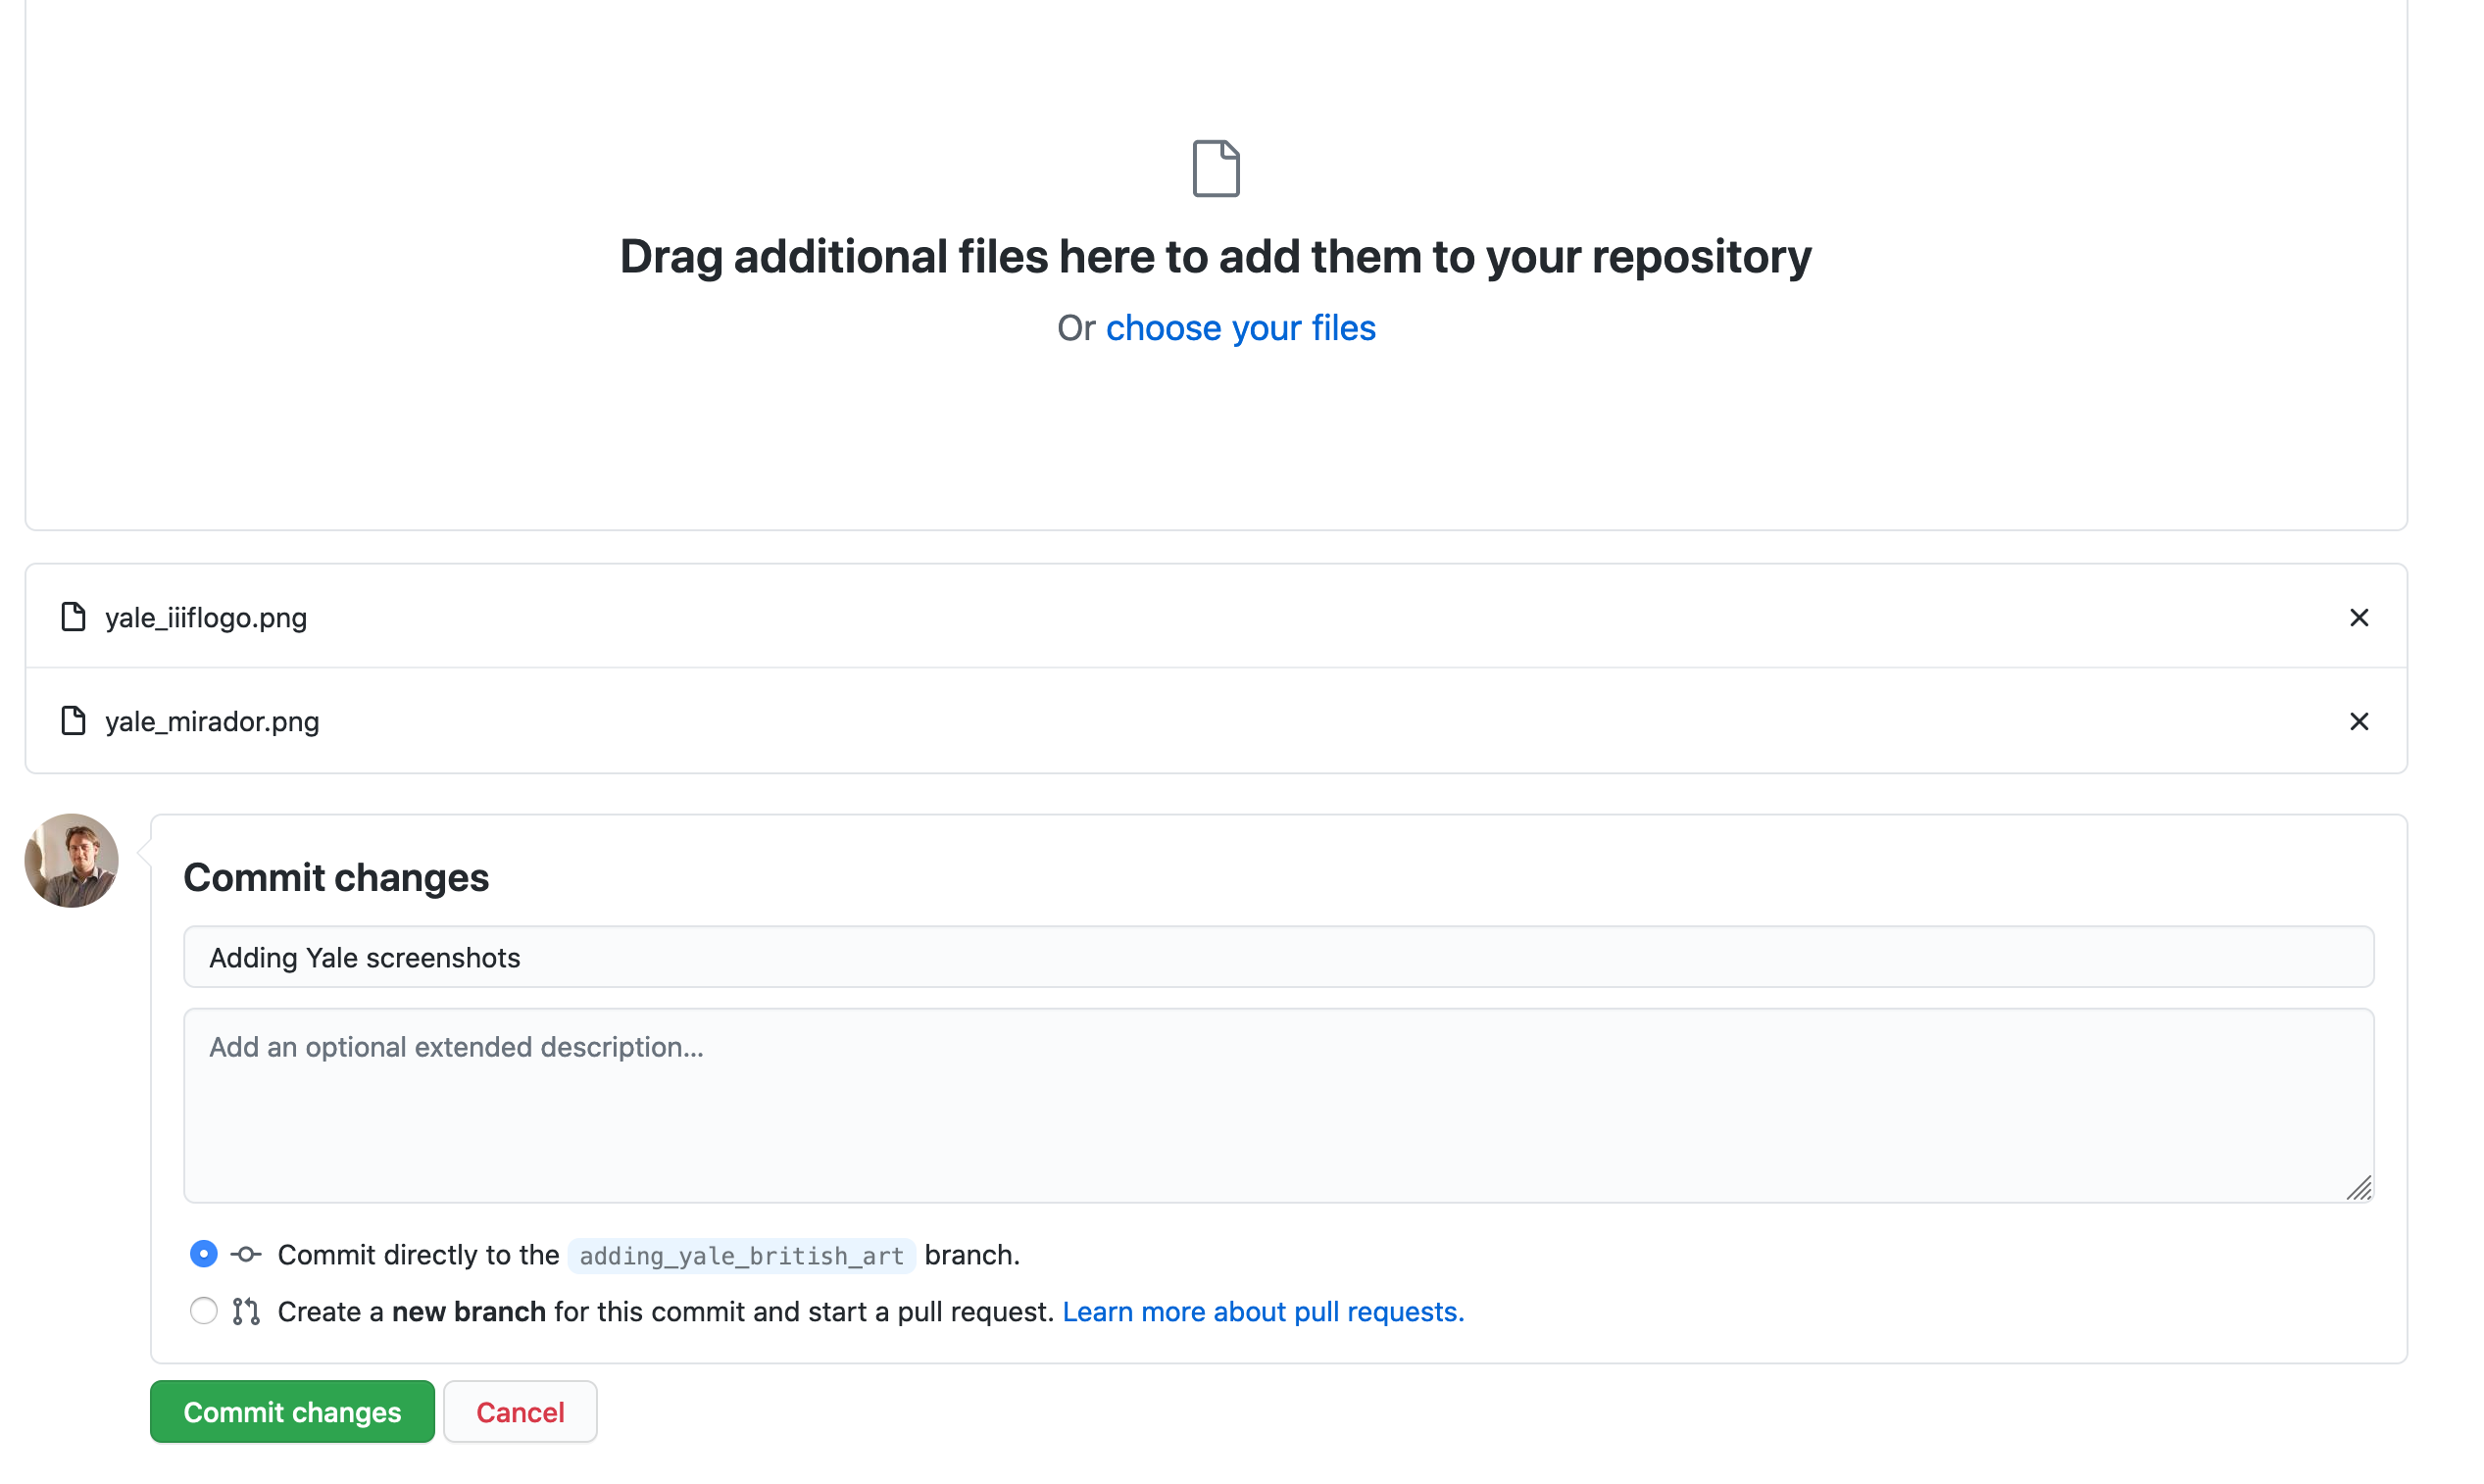 Drag additional files here to add them to your repository
Or choose your files
yale_iiiflogo.png
yale_mirador.png
Commit changes
Adding Yale screenshots
Add an optional extended description...
Commit directly to the adding_yale_british_art branch.
Create a new branch for this commit and start a pull request. Learn more about pull requests.
Commit changes Cancel